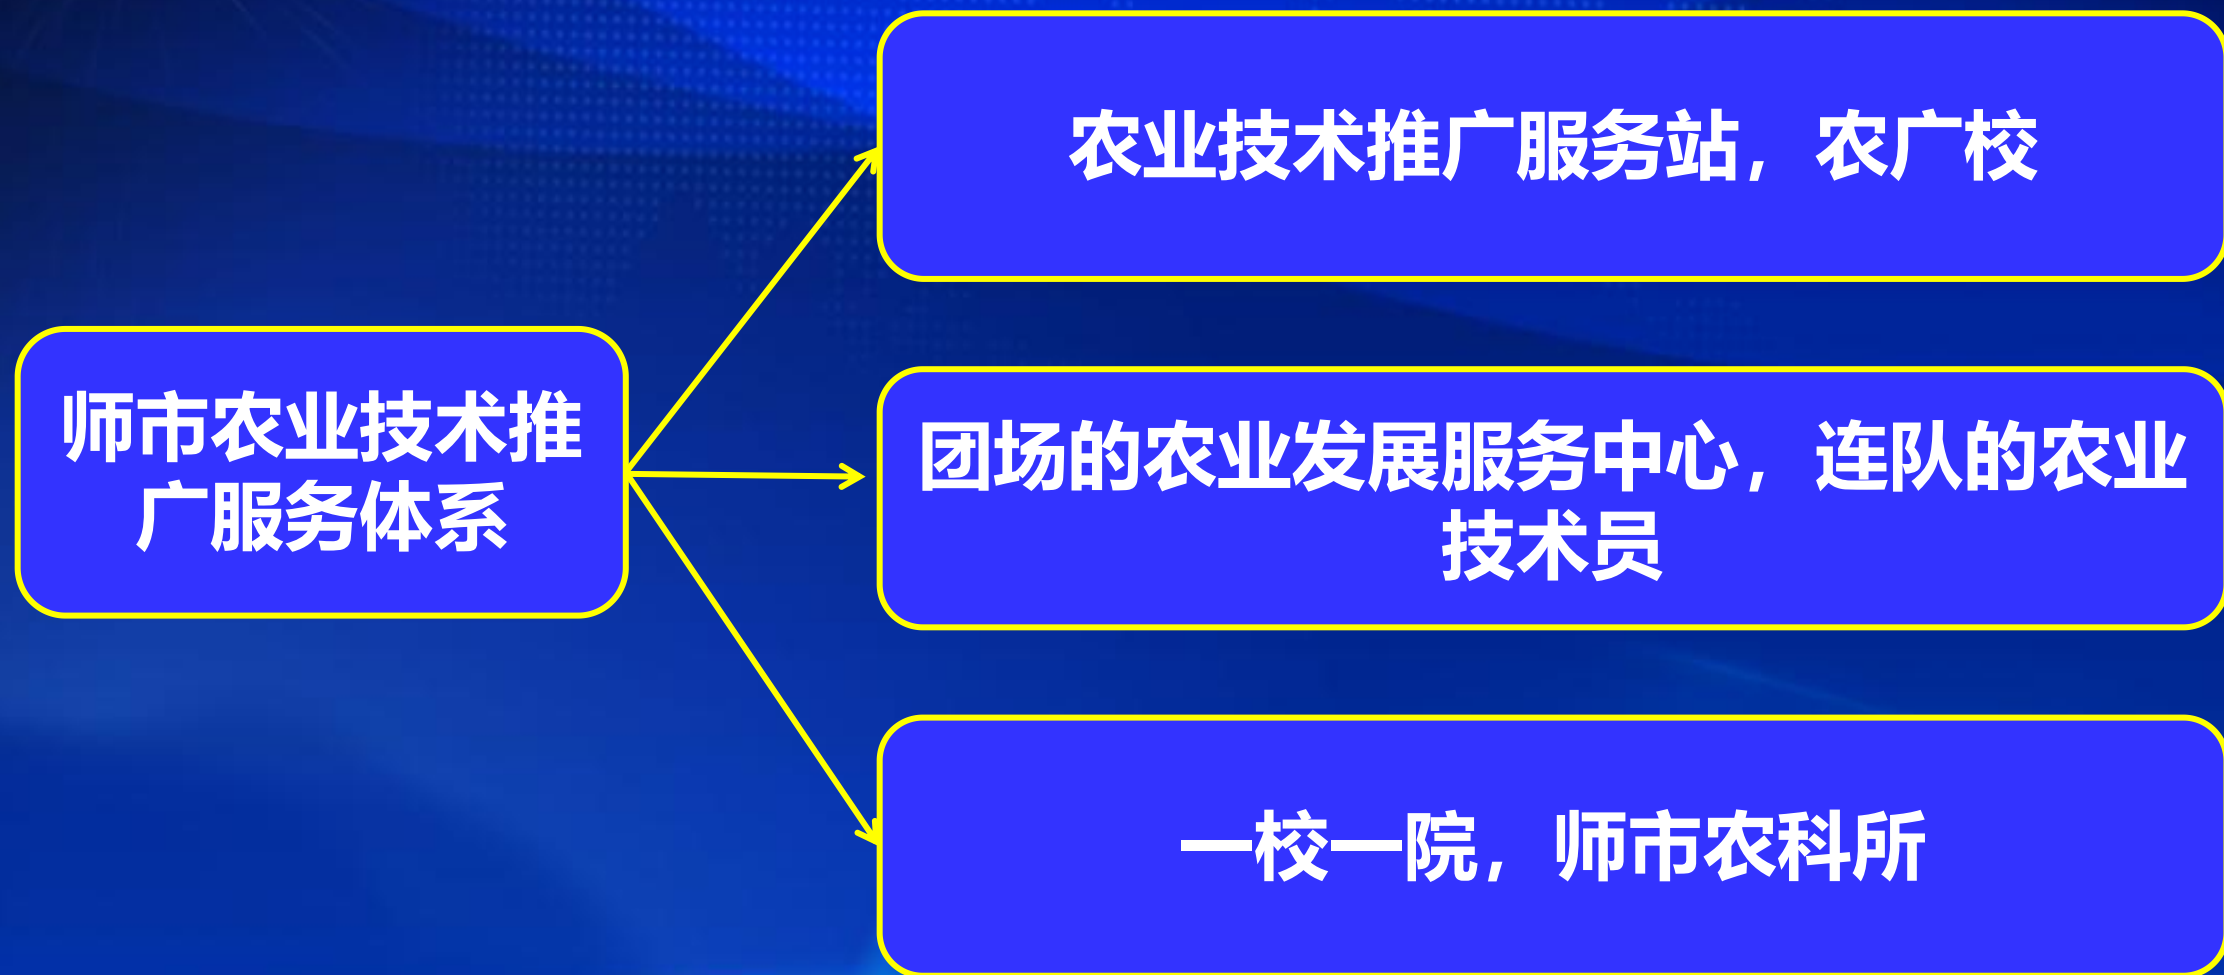 农业技术推广服务站，农广校
师市农业技术推
广服务体系
团场的农业发展服务中心，连队的农业
技术员
一校一院，师市农科所